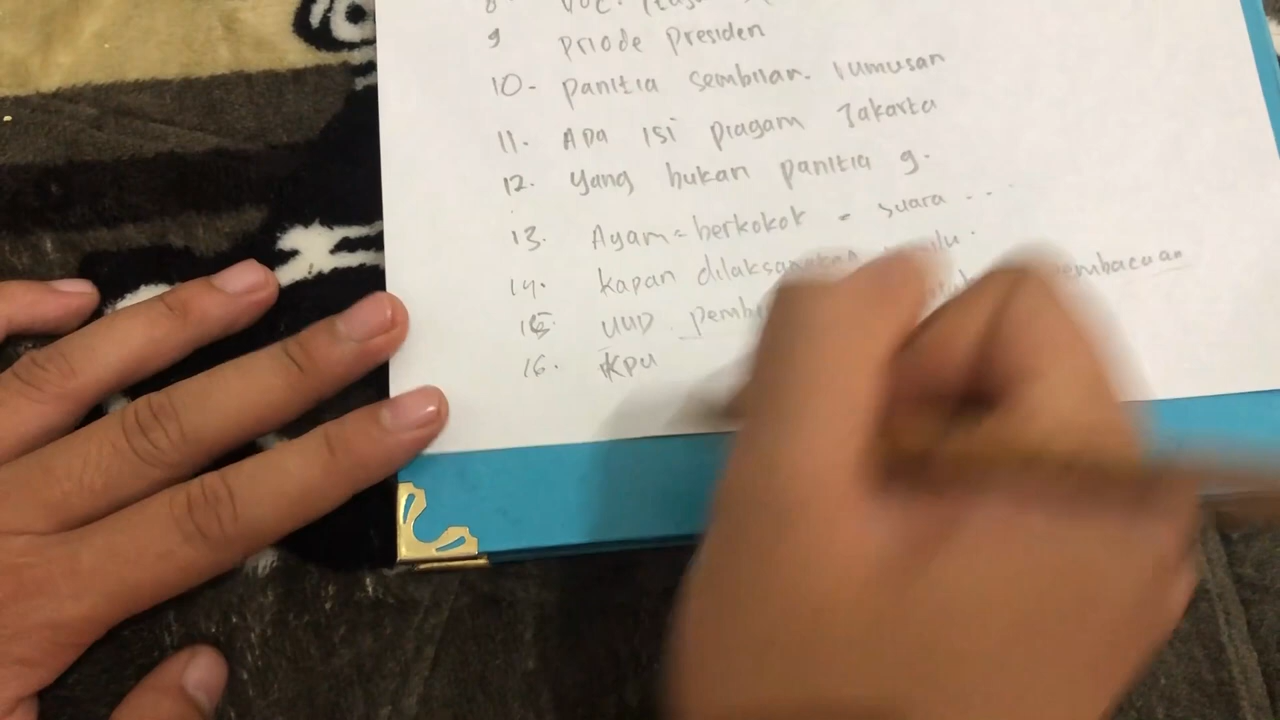 9 priode presiden
10- panitia sembilan. rumusan
11. Apa isi piagam Jakarta
12. yang bukan panitia 9.
13. Ayam=berkokok = suara ...
14. kapan dilaksanakan
15 UUD
16. kpu